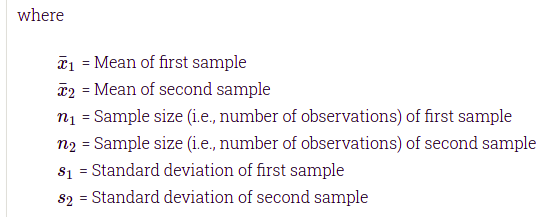 where
x̄₁ = Mean of first sample
x̄₂ = Mean of second sample
n₁ = Sample size (i.e., number of observations) of first sample
n₂ = Sample size (i.e., number of observations) of second sample
s₁ = Standard deviation of first sample
s₂ = Standard deviation of second sample